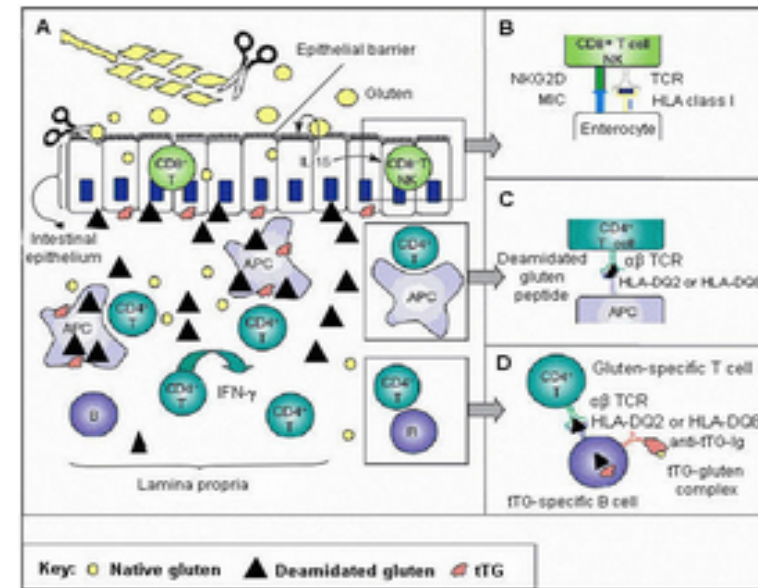 A
Epithelial barrier
Gluten
CD8+
T
IL 15
CD8+ T
NK
Intestinal
epithelium
APC
CD4+
T
APC
CD4+
T
APC
CD4+
T
CD4+
T
IFN-γ
CD4+
T
B
CD4+
T
B
Lamina propria
B
CD8+ T cell
NK
NKG2D
TCR
MIC
HLA class I
Enterocyte
C
CD4+
T cell
Deamidated
gluten
peptide
αβ TCR
HLA-DQ2 or HLA-DQ8
APC
D
CD4+
T
Gluten-specific T cell
αβ TCR
HLA-DQ2 or HLA-DQ8
anti-tTG-Ig
tTG-gluten
complex
tTG-specific B cell
Key: Native gluten Deamidated gluten tTG